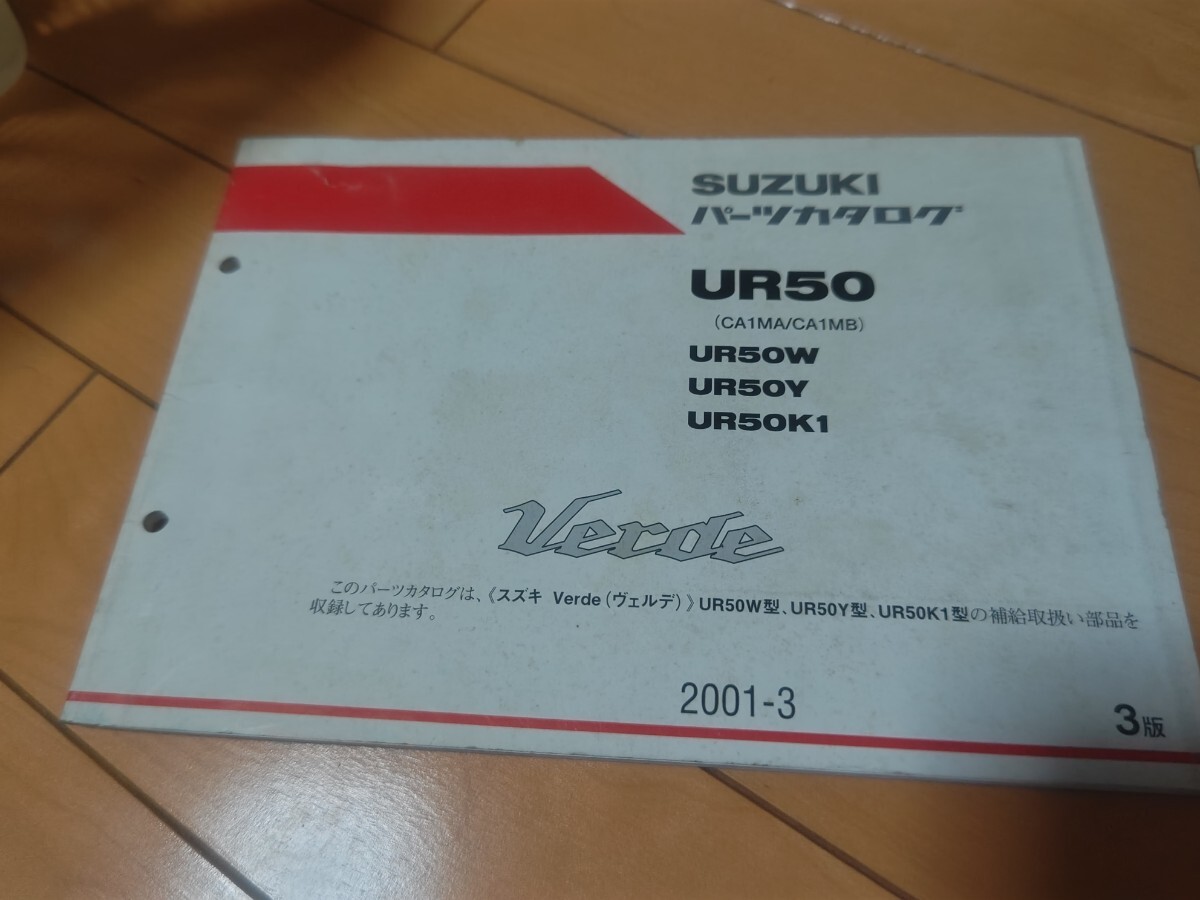 SUZUKI
パーツカタログ
UR50
(CA1MA/CA1MB)
UR50W
UR50Y
UR50K1
Verde
このパーツカタログは、《スズキ Verde(ヴェルデ)》UR50W型、UR50Y型、UR50K1型の補給取扱い部品を
収録してあります。
2001-3
3版